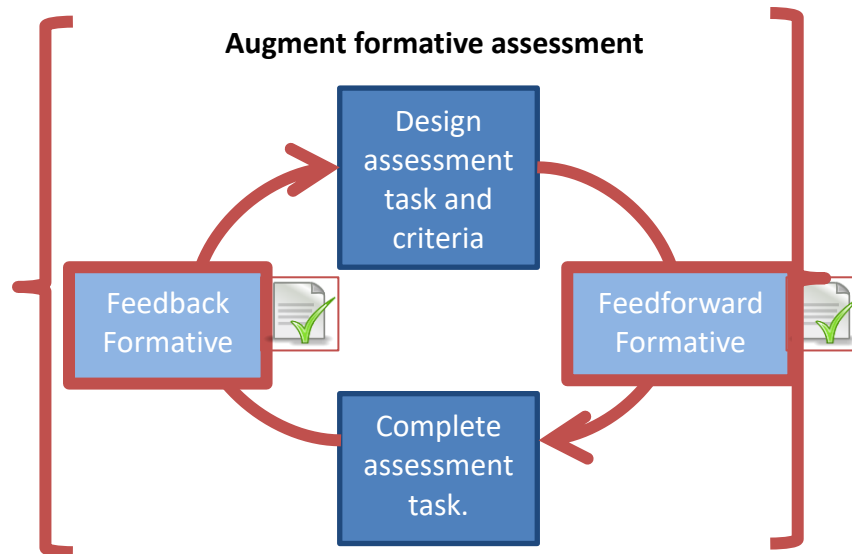 Augment formative assessment
Design
assessment
task and
criteria
Feedback
Formative
Feedforward
Formative
Complete
assessment
task.